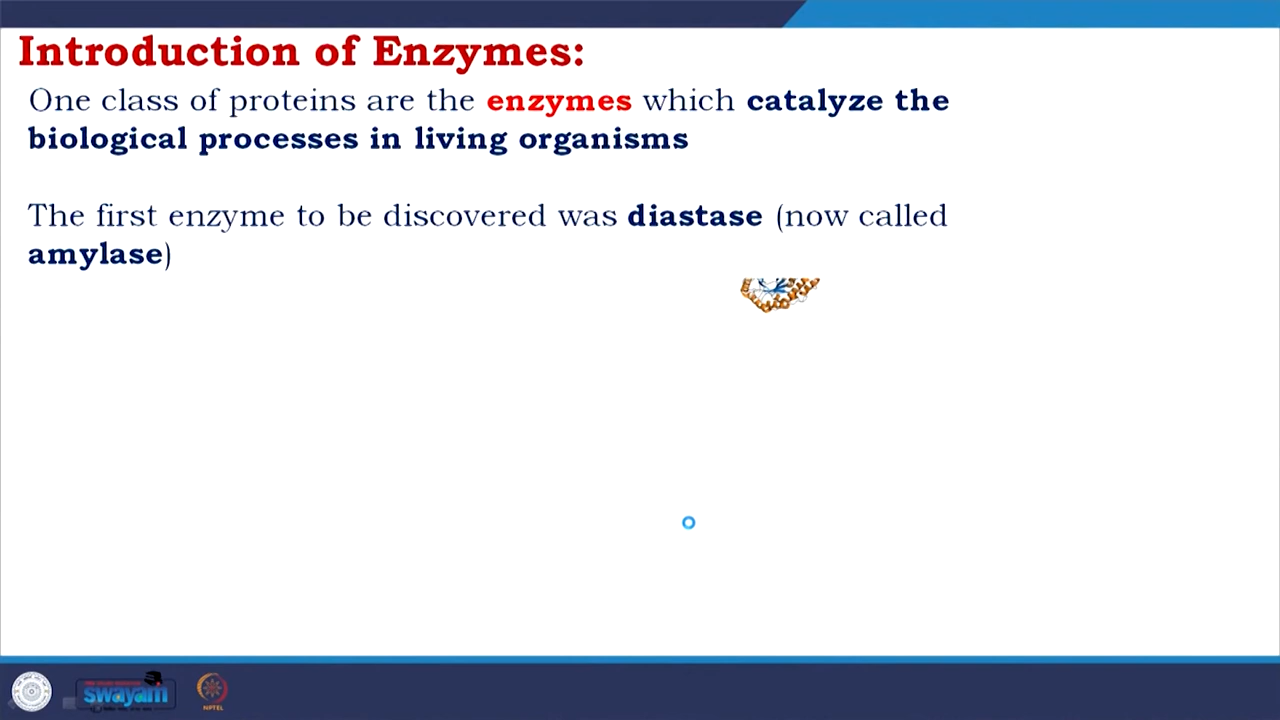 Introduction of Enzymes:
One class of proteins are the enzymes which catalyze the
biological processes in living organisms
The first enzyme to be discovered was diastase (now called
amylase)
swayam
NPTEL